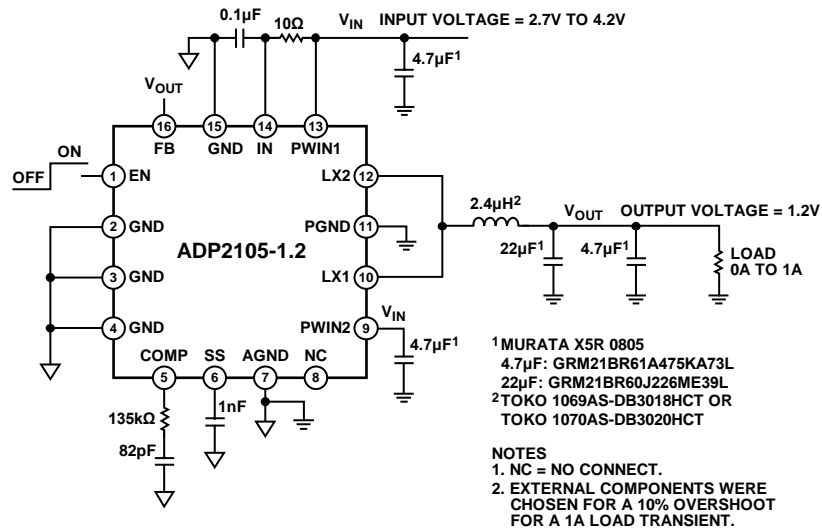 0.1µF
10Ω
VIN
INPUT VOLTAGE = 2.7V TO 4.2V
4.7µF1
VOUT
16
15
14
13
FB
GND
IN
PWIN1
ON
OFF
1
EN
LX2
12
2.4µH2
VOUT
OUTPUT VOLTAGE = 1.2V
2
GND
PGND
11
ADP2105-1.2
22µF1
4.7µF1
LOAD
0A TO 1A
3
GND
LX1
10
4
GND
VIN
PWIN2
9
4.7µF1
COMP
SS
AGND
NC
5
6
7
8
135kΩ
1nF
82pF
1 MURATA X5R 0805
4.7µF: GRM21BR61A475KA73L
22µF: GRM21BR60J226ME39L
2 TOKO 1069AS-DB3018HCT OR
TOKO 1070AS-DB3020HCT
NOTES
1. NC = NO CONNECT.
2. EXTERNAL COMPONENTS WERE
CHOSEN FOR A 10% OVERSHOOT
FOR A 1A LOAD TRANSIENT.